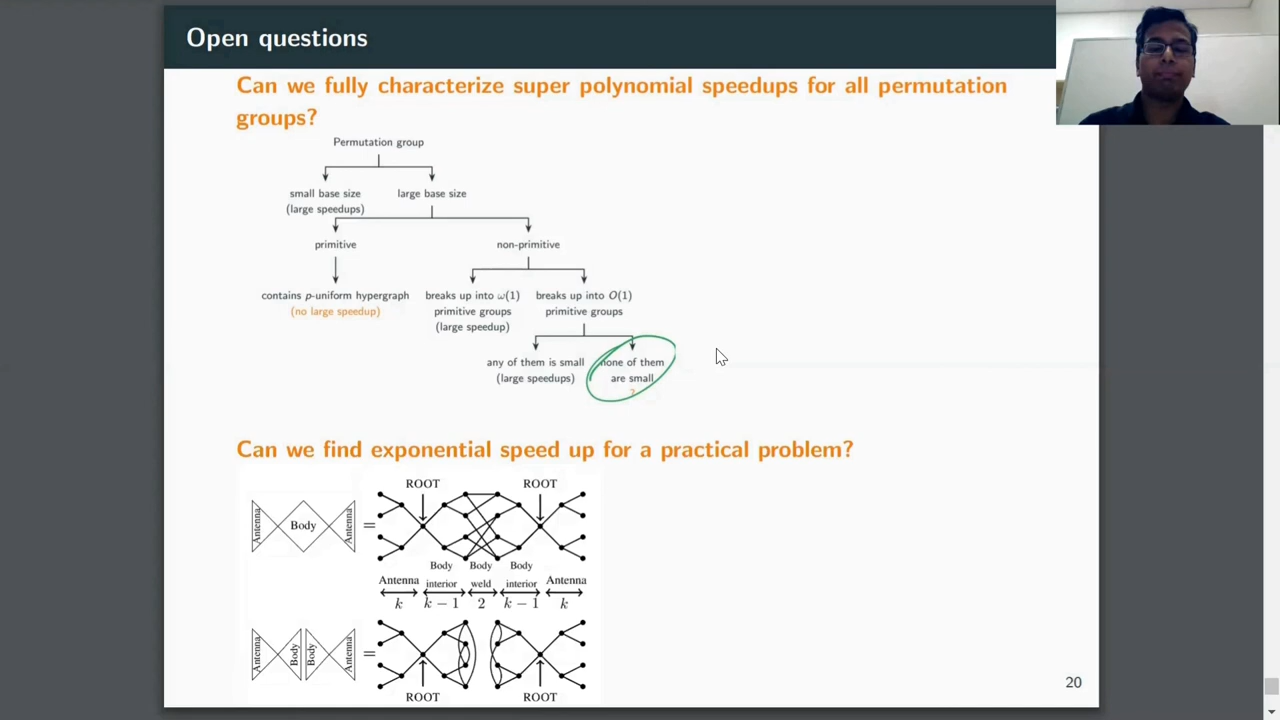 Open questions
Can we fully characterize super polynomial speedups for all permutation
groups?
Permutation group
small base size
(large speedups)
large base size
primitive
non-primitive
contains p-uniform hypergraph
(no large speedup)
breaks up into ω(1)
primitive groups
(large speedup)
breaks up into O(1)
primitive groups
any of them is small
(large speedups)
none of them
are small
?
Can we find exponential speed up for a practical problem?
Antenna
Body
Antenna
=
ROOT
ROOT
Body
Body
Body
Antenna
interior
weld
interior
Antenna
k
k − 1
2
k − 1
k
Antenna
Body
Body
Antenna
=
ROOT
ROOT
20